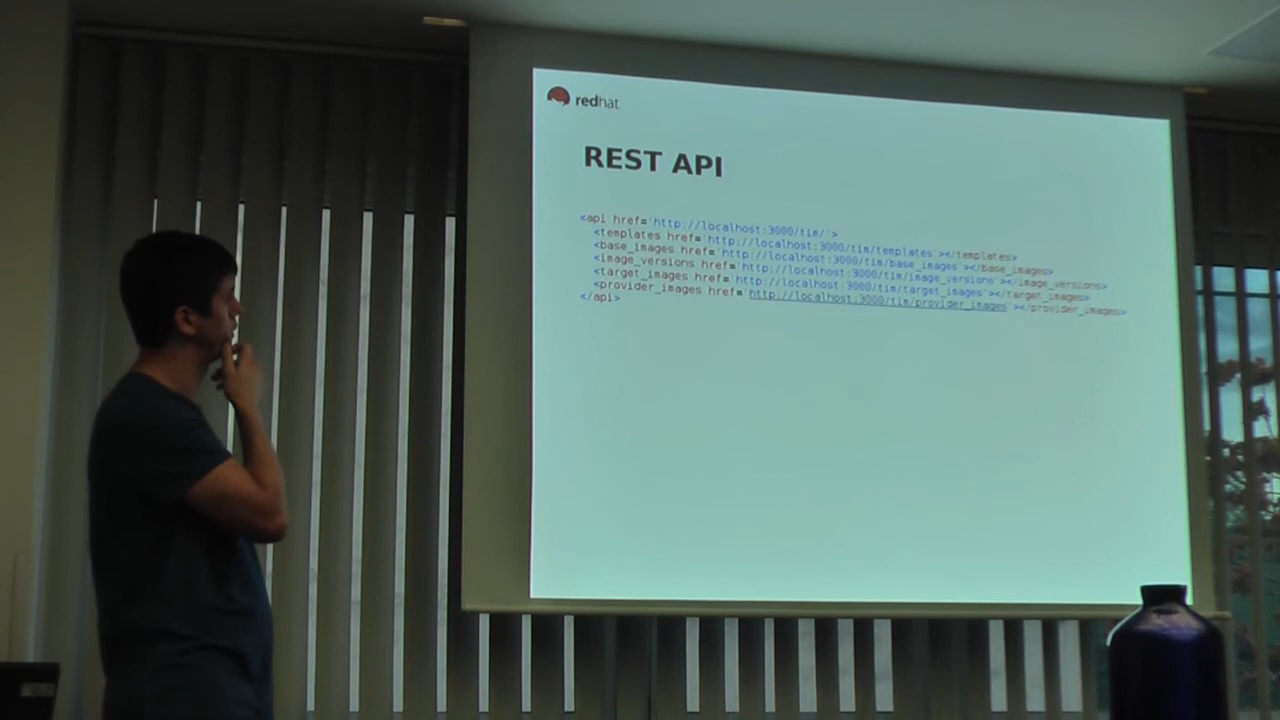 redhat
REST API
<api href='http://localhost:3000/tim/'>
<templates href='http://localhost:3000/tim/templates'></templates>
<base_images href='http://localhost:3000/tim/base_images'></base_images>
<image_versions href='http://localhost:3000/tim/image_versions'></image_versions>
<target_images href='http://localhost:3000/tim/target_images'></target_images>
<provider_images href='http://localhost:3000/tim/provider_images'></provider_images>
</api>